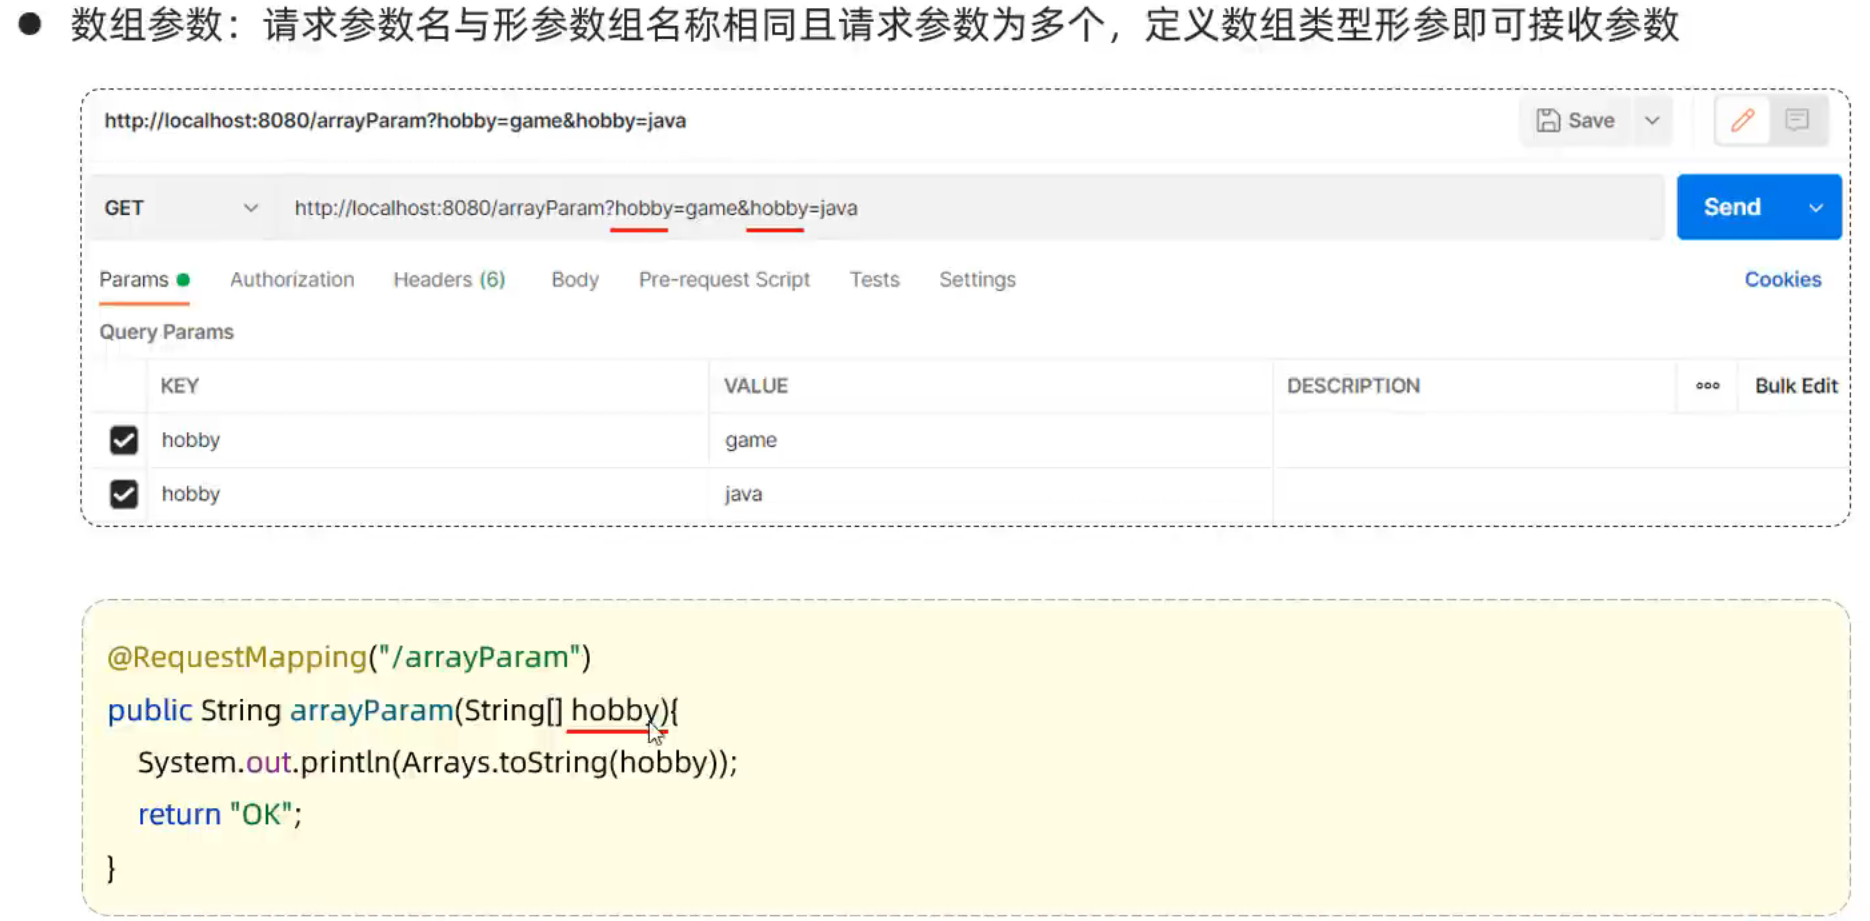 ● 数组参数：请求参数名与形参数组名称相同且请求参数为多个，定义数组类型形参即可接收参数
http://localhost:8080/arrayParam?hobby=game&hobby=java Save
GET http://localhost:8080/arrayParam?hobby=game&hobby=java Send
Params Authorization Headers (6) Body Pre-request Script Tests Settings Cookies
Query Params
KEY VALUE DESCRIPTION ooo Bulk Edit
hobby game
hobby java
@RequestMapping("/arrayParam")
public String arrayParam(String[] hobby){
System.out.println(Arrays.toString(hobby));
return "OK";
}